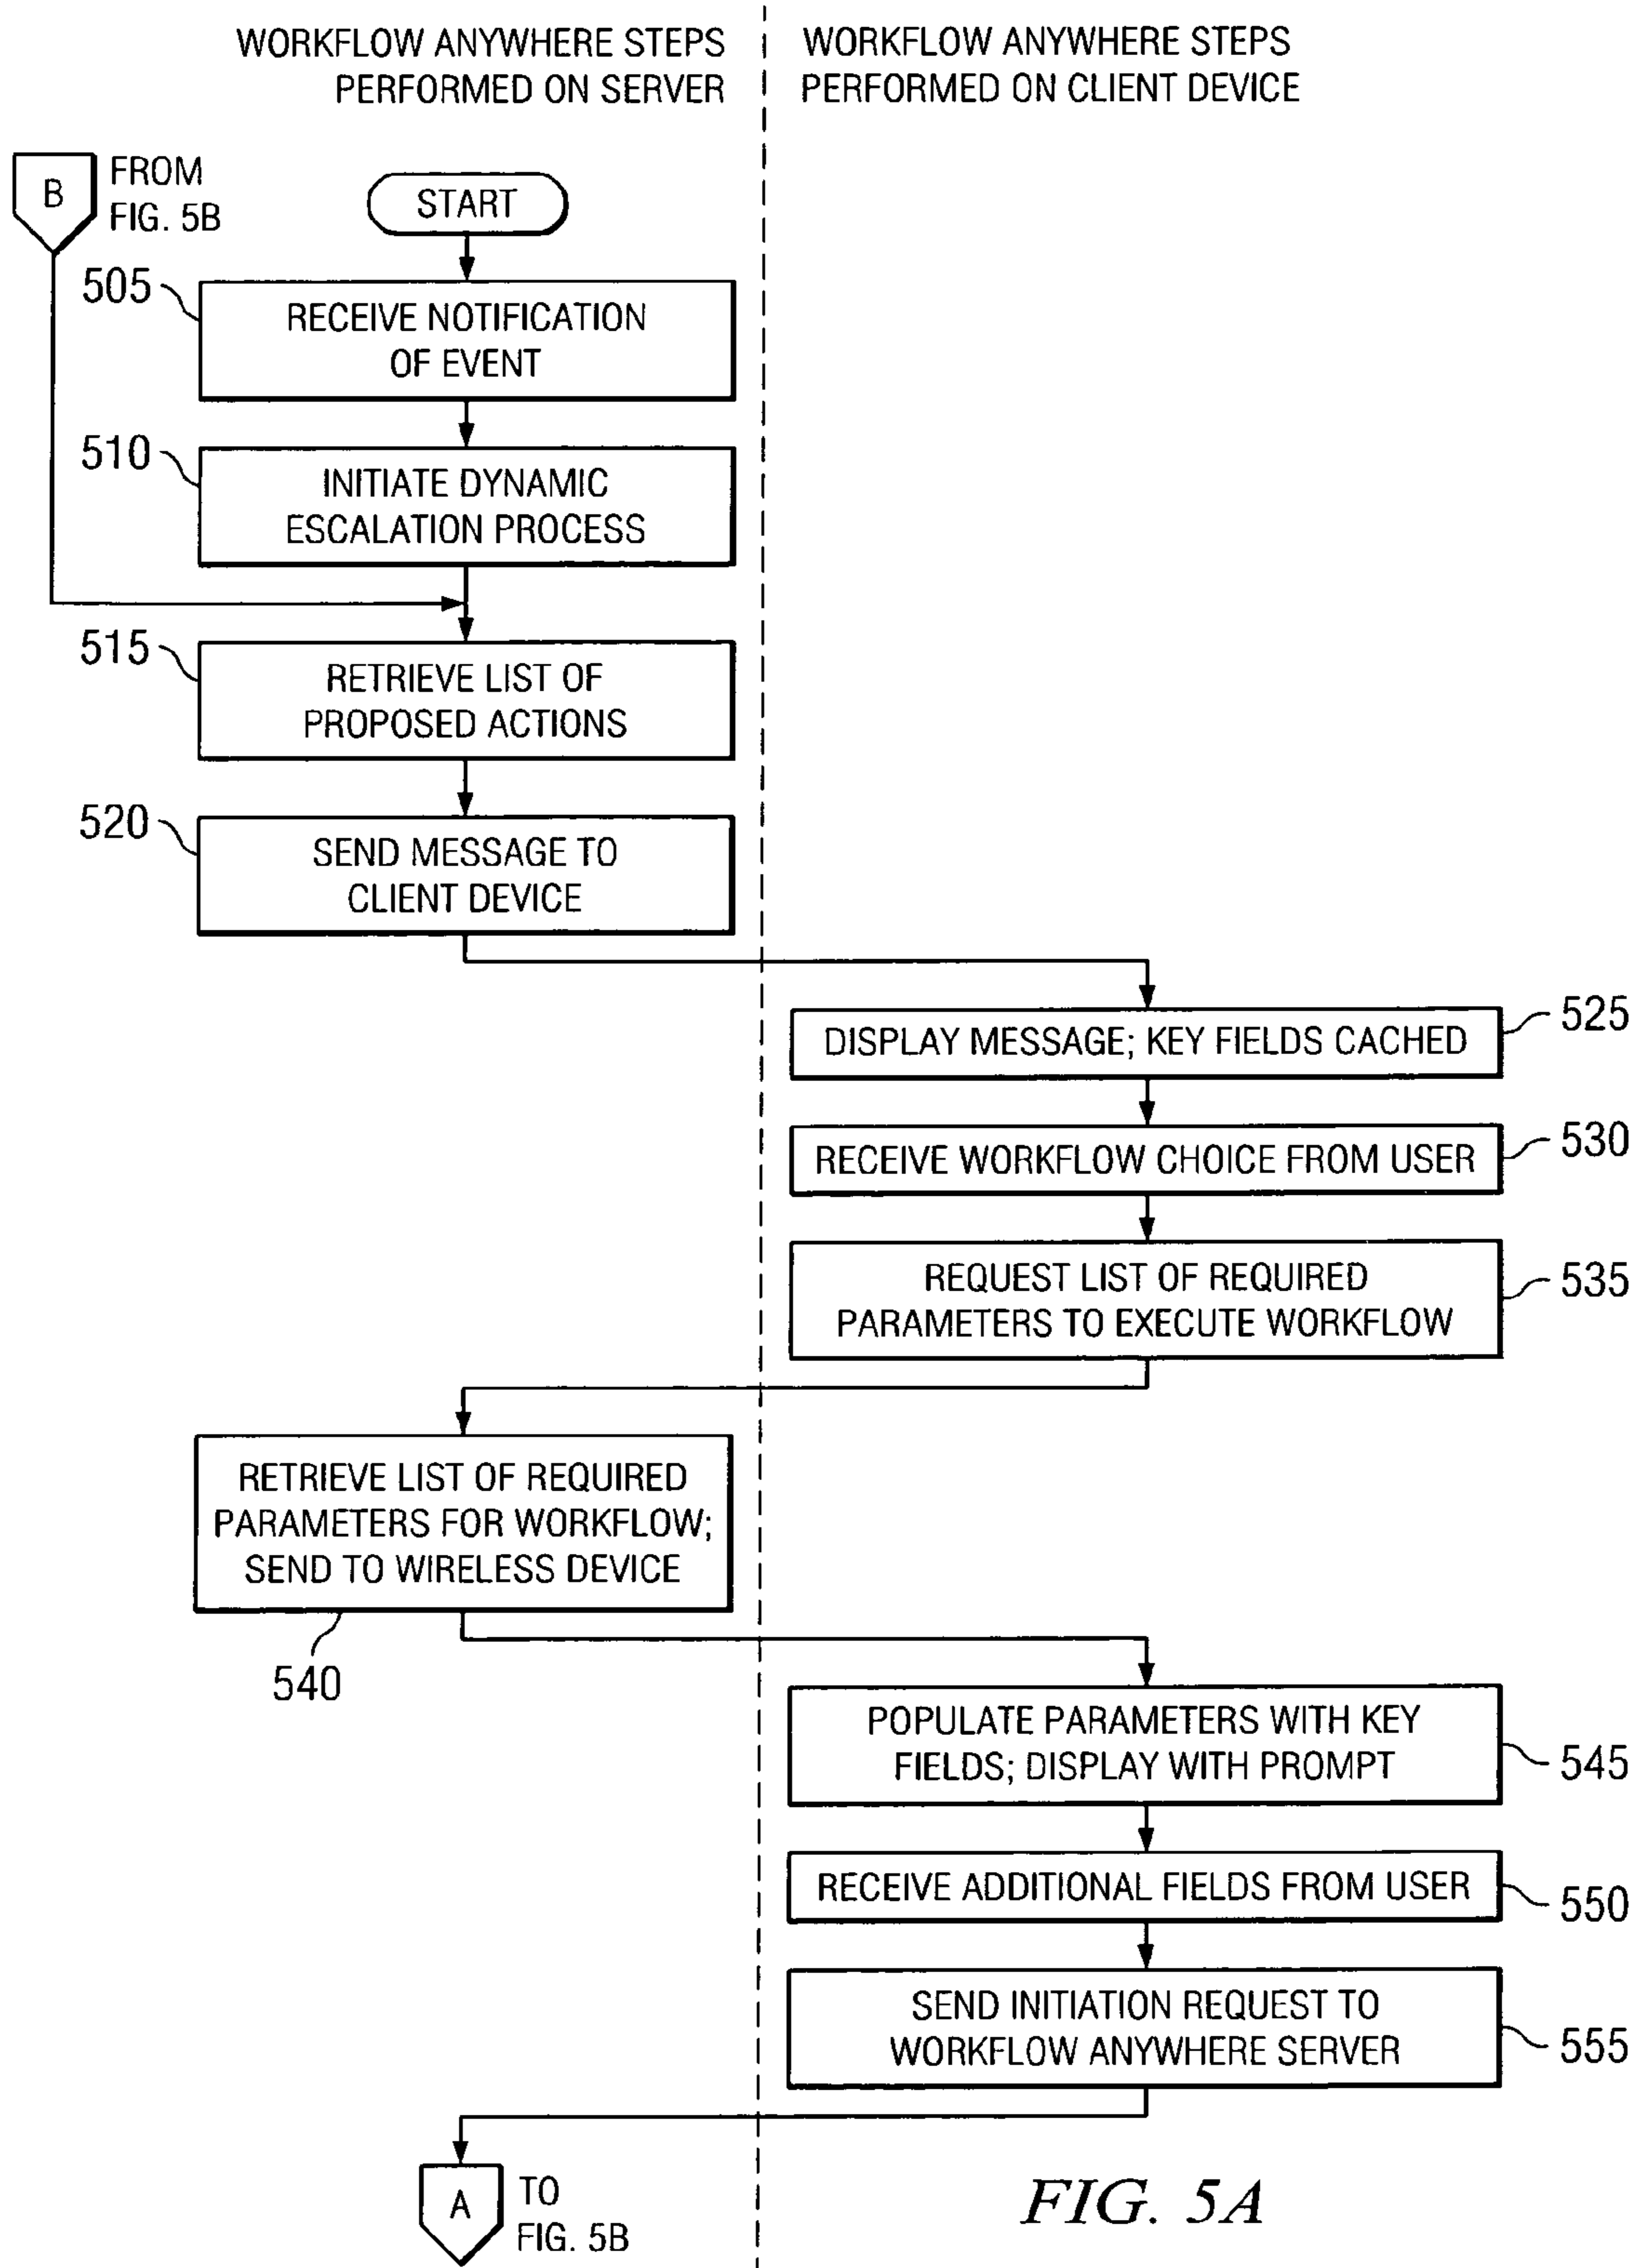 WORKFLOW ANYWHERE STEPS
PERFORMED ON SERVER
WORKFLOW ANYWHERE STEPS
PERFORMED ON CLIENT DEVICE
B
FROM
FIG. 5B
START
505
RECEIVE NOTIFICATION
OF EVENT
510
INITIATE DYNAMIC
ESCALATION PROCESS
515
RETRIEVE LIST OF
PROPOSED ACTIONS
520
SEND MESSAGE TO
CLIENT DEVICE
DISPLAY MESSAGE; KEY FIELDS CACHED
525
RECEIVE WORKFLOW CHOICE FROM USER
530
REQUEST LIST OF REQUIRED
PARAMETERS TO EXECUTE WORKFLOW
535
RETRIEVE LIST OF REQUIRED
PARAMETERS FOR WORKFLOW;
SEND TO WIRELESS DEVICE
540
POPULATE PARAMETERS WITH KEY
FIELDS; DISPLAY WITH PROMPT
545
RECEIVE ADDITIONAL FIELDS FROM USER
550
SEND INITIATION REQUEST TO
WORKFLOW ANYWHERE SERVER
555
A
TO
FIG. 5B
FIG. 5A